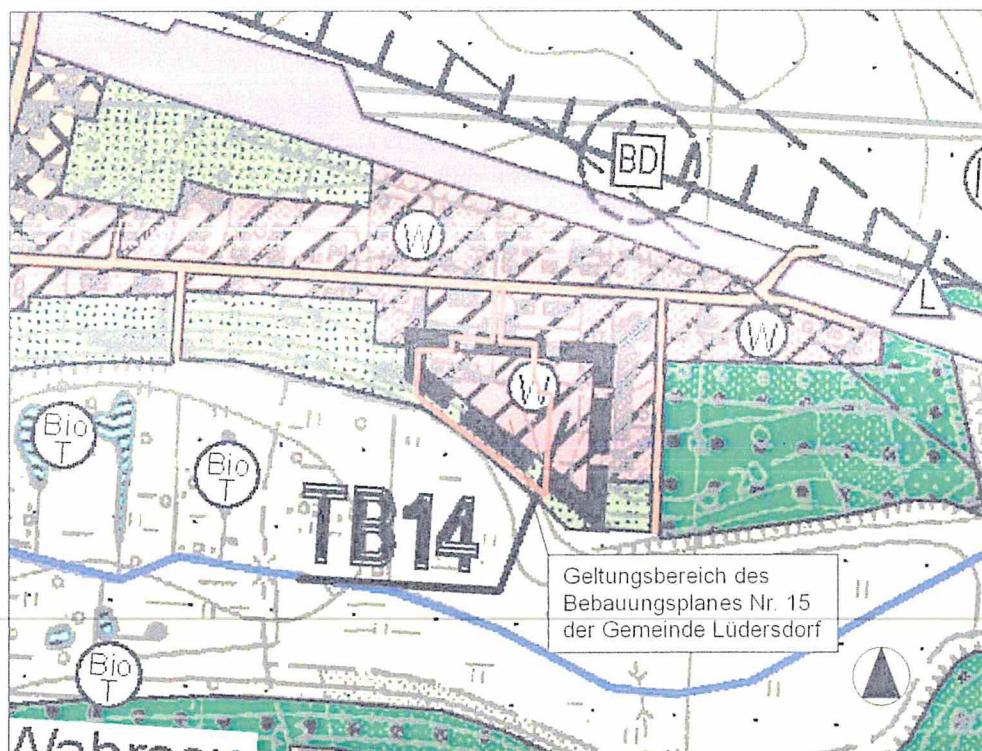 BD
W
L
W
W
Bio
T
Bio
T
TB14
Geltungsbereich des
Bebauungsplanes Nr. 15
der Gemeinde Lüdersdorf
Bio
T